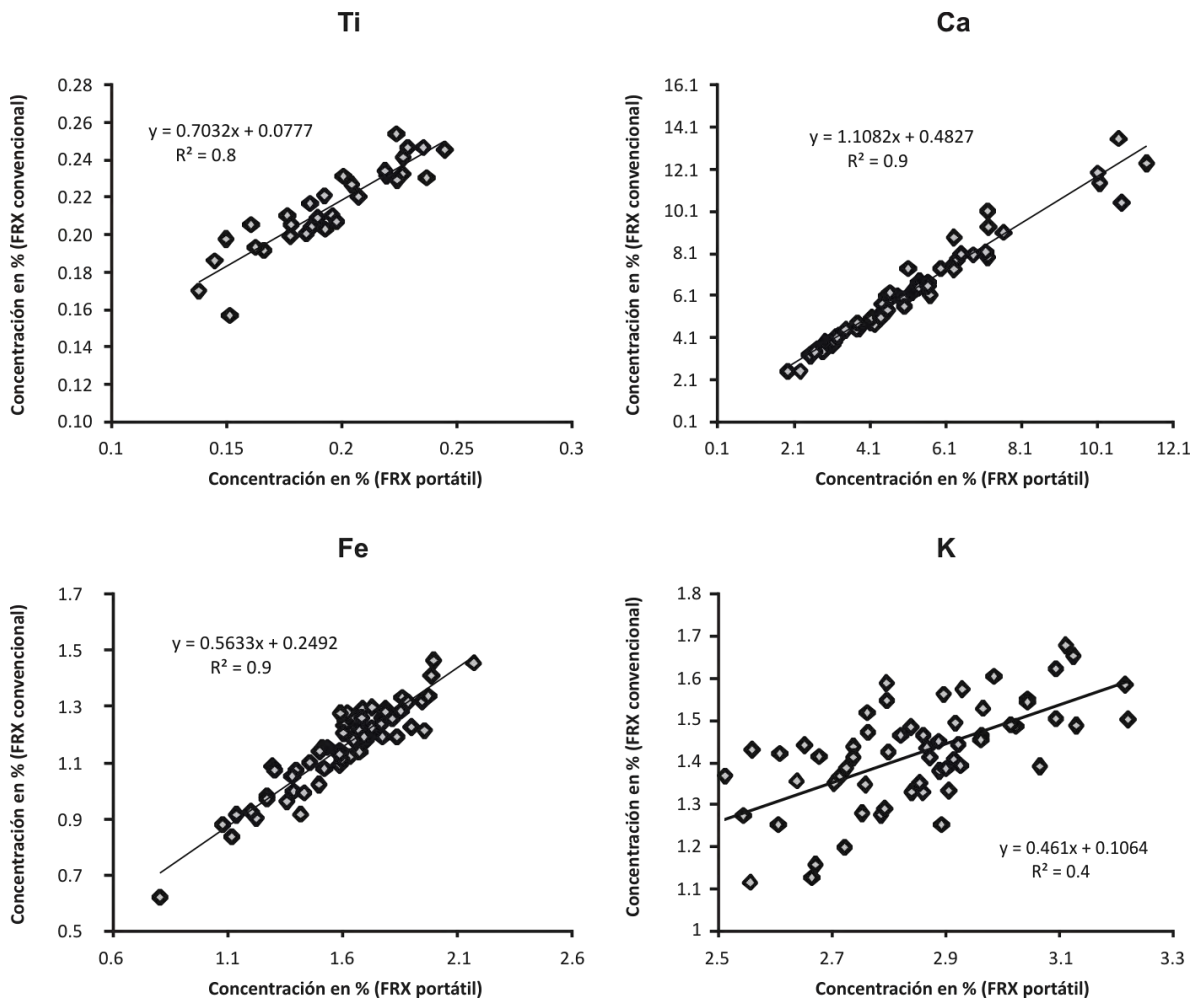 Ti
Concentración en % (FRX convencional)
0.28
0.26
0.24
0.22
0.20
0.18
0.16
0.14
0.12
0.10
y = 0.7032x + 0.0777
R² = 0.8
0.1 0.15 0.2 0.25 0.3
Concentración en % (FRX portátil)
Ca
Concentración en % (FRX convencional)
16.1
14.1
12.1
10.1
8.1
6.1
4.1
2.1
0.1
y = 1.1082x + 0.4827
R² = 0.9
0.1 2.1 4.1 6.1 8.1 10.1 12.1
Concentración en % (FRX portátil)
Fe
Concentración en % (FRX convencional)
1.7
1.5
1.3
1.1
0.9
0.7
0.5
y = 0.5633x + 0.2492
R² = 0.9
0.6 1.1 1.6 2.1 2.6
Concentración en % (FRX portátil)
K
Concentración en % (FRX convencional)
1.8
1.7
1.6
1.5
1.4
1.3
1.2
1.1
1
y = 0.461x + 0.1064
R² = 0.4
2.5 2.7 2.9 3.1 3.3
Concentración en % (FRX portátil)